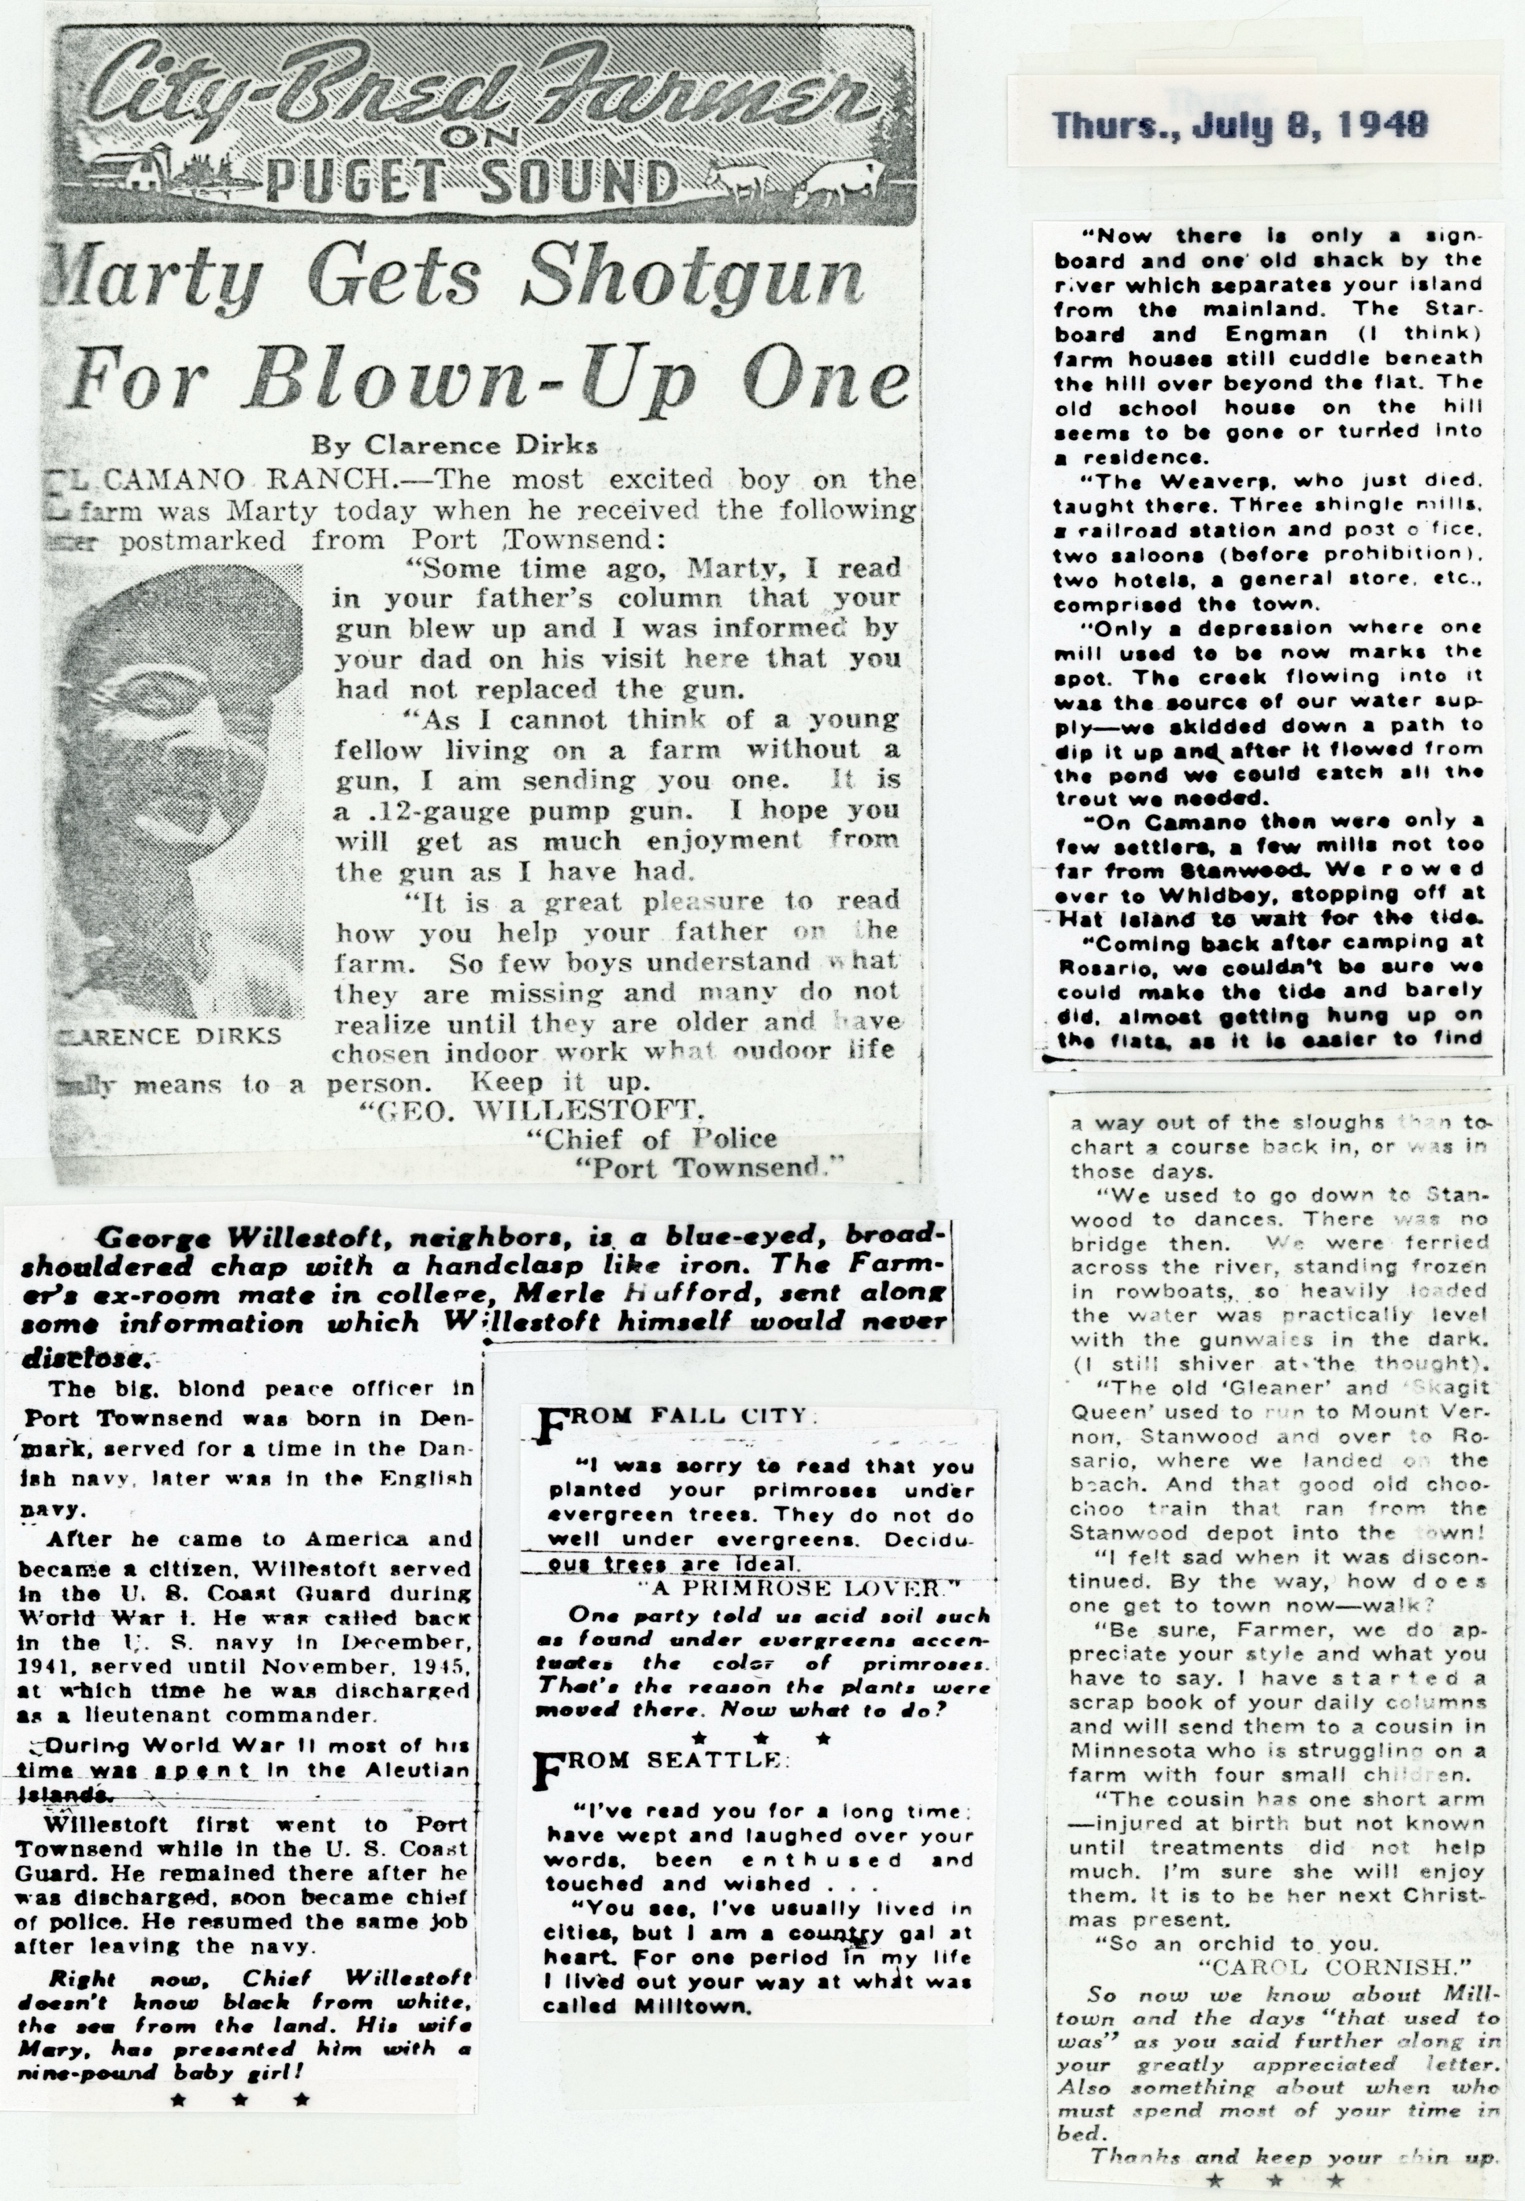 City-Bred Farmer
ON
PUGET SOUND
Marty Gets Shotgun
For Blown-Up One
By Clarence Dirks
EL CAMANO RANCH.—The most excited boy on the
farm was Marty today when he received the following
postmarked from Port Townsend:
"Some time ago, Marty, I read
in your father's column that your
gun blew up and I was informed by
your dad on his visit here that you
had not replaced the gun.
"As I cannot think of a young
fellow living on a farm without a
gun, I am sending you one. It is
a .12-gauge pump gun. I hope you
will get as much enjoyment from
the gun as I have had.
"It is a great pleasure to read
how you help your father on the
farm. So few boys understand what
they are missing and many do not
realize until they are older and have
chosen indoor work what oudoor life
means to a person. Keep it up.
"GEO. WILLESTOFT,
"Chief of Police
"Port Townsend."
CLARENCE DIRKS
George Willestoft, neighbors, is a blue-eyed, broad-
shouldered chap with a handclasp like iron. The Farm-
er's ex-room mate in college, Merle Hufford, sent along
some information which Willestoft himself would never
disclose.
The big, blond peace officer in
Port Townsend was born in Den-
mark, served for a time in the Dan-
ish navy, later was in the English
navy.
After he came to America and
became a citizen, Willestoft served
in the U. S. Coast Guard during
World War I. He was called back
in the U. S. navy in December,
1941, served until November, 1945,
at which time he was discharged
as a lieutenant commander.
During World War II most of his
time was spent in the Aleutian
Islands.
Willestoft first went to Port
Townsend while in the U. S. Coast
Guard. He remained there after he
was discharged, soon became chief
of police. He resumed the same job
after leaving the navy.
Right now, Chief Willestoft
doesn't know black from white,
the sea from the land. His wife
Mary, has presented him with a
nine-pound baby girl!
★ ★ ★
FROM FALL CITY:
"I was sorry to read that you
planted your primroses under
evergreen trees. They do not do
well under evergreens. Decidu-
ous trees are ideal.
"A PRIMROSE LOVER."
One party told us acid soil such
as found under evergreens accen-
tuates the color of primroses.
That's the reason the plants were
moved there. Now what to do?
★ ★ ★
FROM SEATTLE:
"I've read you for a long time;
have wept and laughed over your
words, been enthused and
touched and wished . . .
"You see, I've usually lived in
cities, but I am a country gal at
heart. For one period in my life
I lived out your way at what was
called Milltown.
Thurs., July 8, 1948
"Now there is only a sign-
board and one old shack by the
river which separates your island
from the mainland. The Star-
board and Engman (I think)
farm houses still cuddle beneath
the hill over beyond the flat. The
old school house on the hill
seems to be gone or turned into
a residence.
"The Weavers, who just died,
taught there. Three shingle mills,
a railroad station and post office,
two saloons (before prohibition),
two hotels, a general store, etc.,
comprised the town.
"Only a depression where one
mill used to be now marks the
spot. The creek flowing into it
was the source of our water sup-
ply—we skidded down a path to
dip it up and after it flowed from
the pond we could catch all the
trout we needed.
"On Camano then were only a
few settlers, a few mills not too
far from Stanwood. We rowed
over to Whidbey, stopping off at
Hat Island to wait for the tide.
"Coming back after camping at
Rosario, we couldn't be sure we
could make the tide and barely
did, almost getting hung up on
the flats, as it is easier to find
a way out of the sloughs than to
chart a course back in, or was in
those days.
"We used to go down to Stan-
wood to dances. There was no
bridge then. We were ferried
across the river, standing frozen
in rowboats, so heavily loaded
the water was practically level
with the gunwales in the dark.
(I still shiver at the thought).
"The old 'Gleaner' and 'Skagit
Queen' used to run to Mount Ver-
non, Stanwood and over to Ro-
sario, where we landed on the
beach. And that good old choo-
choo train that ran from the
Stanwood depot into the town!
"I felt sad when it was discon-
tinued. By the way, how does
one get to town now—walk?
"Be sure, Farmer, we do ap-
preciate your style and what you
have to say. I have started a
scrap book of your daily columns
and will send them to a cousin in
Minnesota who is struggling on a
farm with four small children.
"The cousin has one short arm
—injured at birth but not known
until treatments did not help
much. I'm sure she will enjoy
them. It is to be her next Christ-
mas present.
"So an orchid to you.
"CAROL CORNISH."
So now we know about Mill-
town and the days "that used to
was" as you said further along in
your greatly appreciated letter.
Also something about when who
must spend most of your time in
bed.
Thanks and keep your chin up.
★ ★ ★